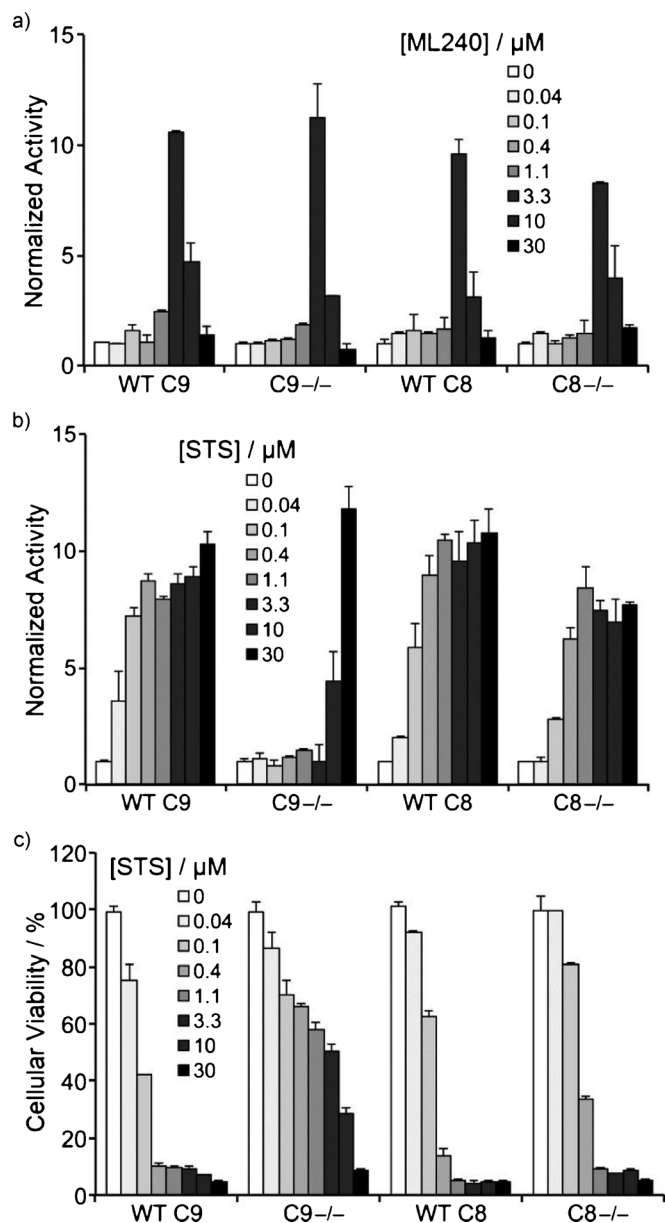 a)
15
10
5
0
Normalized Activity
[ML240] / µM
0
0.04
0.1
0.4
1.1
3.3
10
30
WT C9
C9–/–
WT C8
C8–/–
b)
15
10
5
0
Normalized Activity
[STS] / µM
0
0.04
0.1
0.4
1.1
3.3
10
30
WT C9
C9–/–
WT C8
C8–/–
c)
120
100
80
60
40
20
0
Cellular Viability / %
[STS] / µM
0
0.04
0.1
0.4
1.1
3.3
10
30
WT C9
C9–/–
WT C8
C8–/–